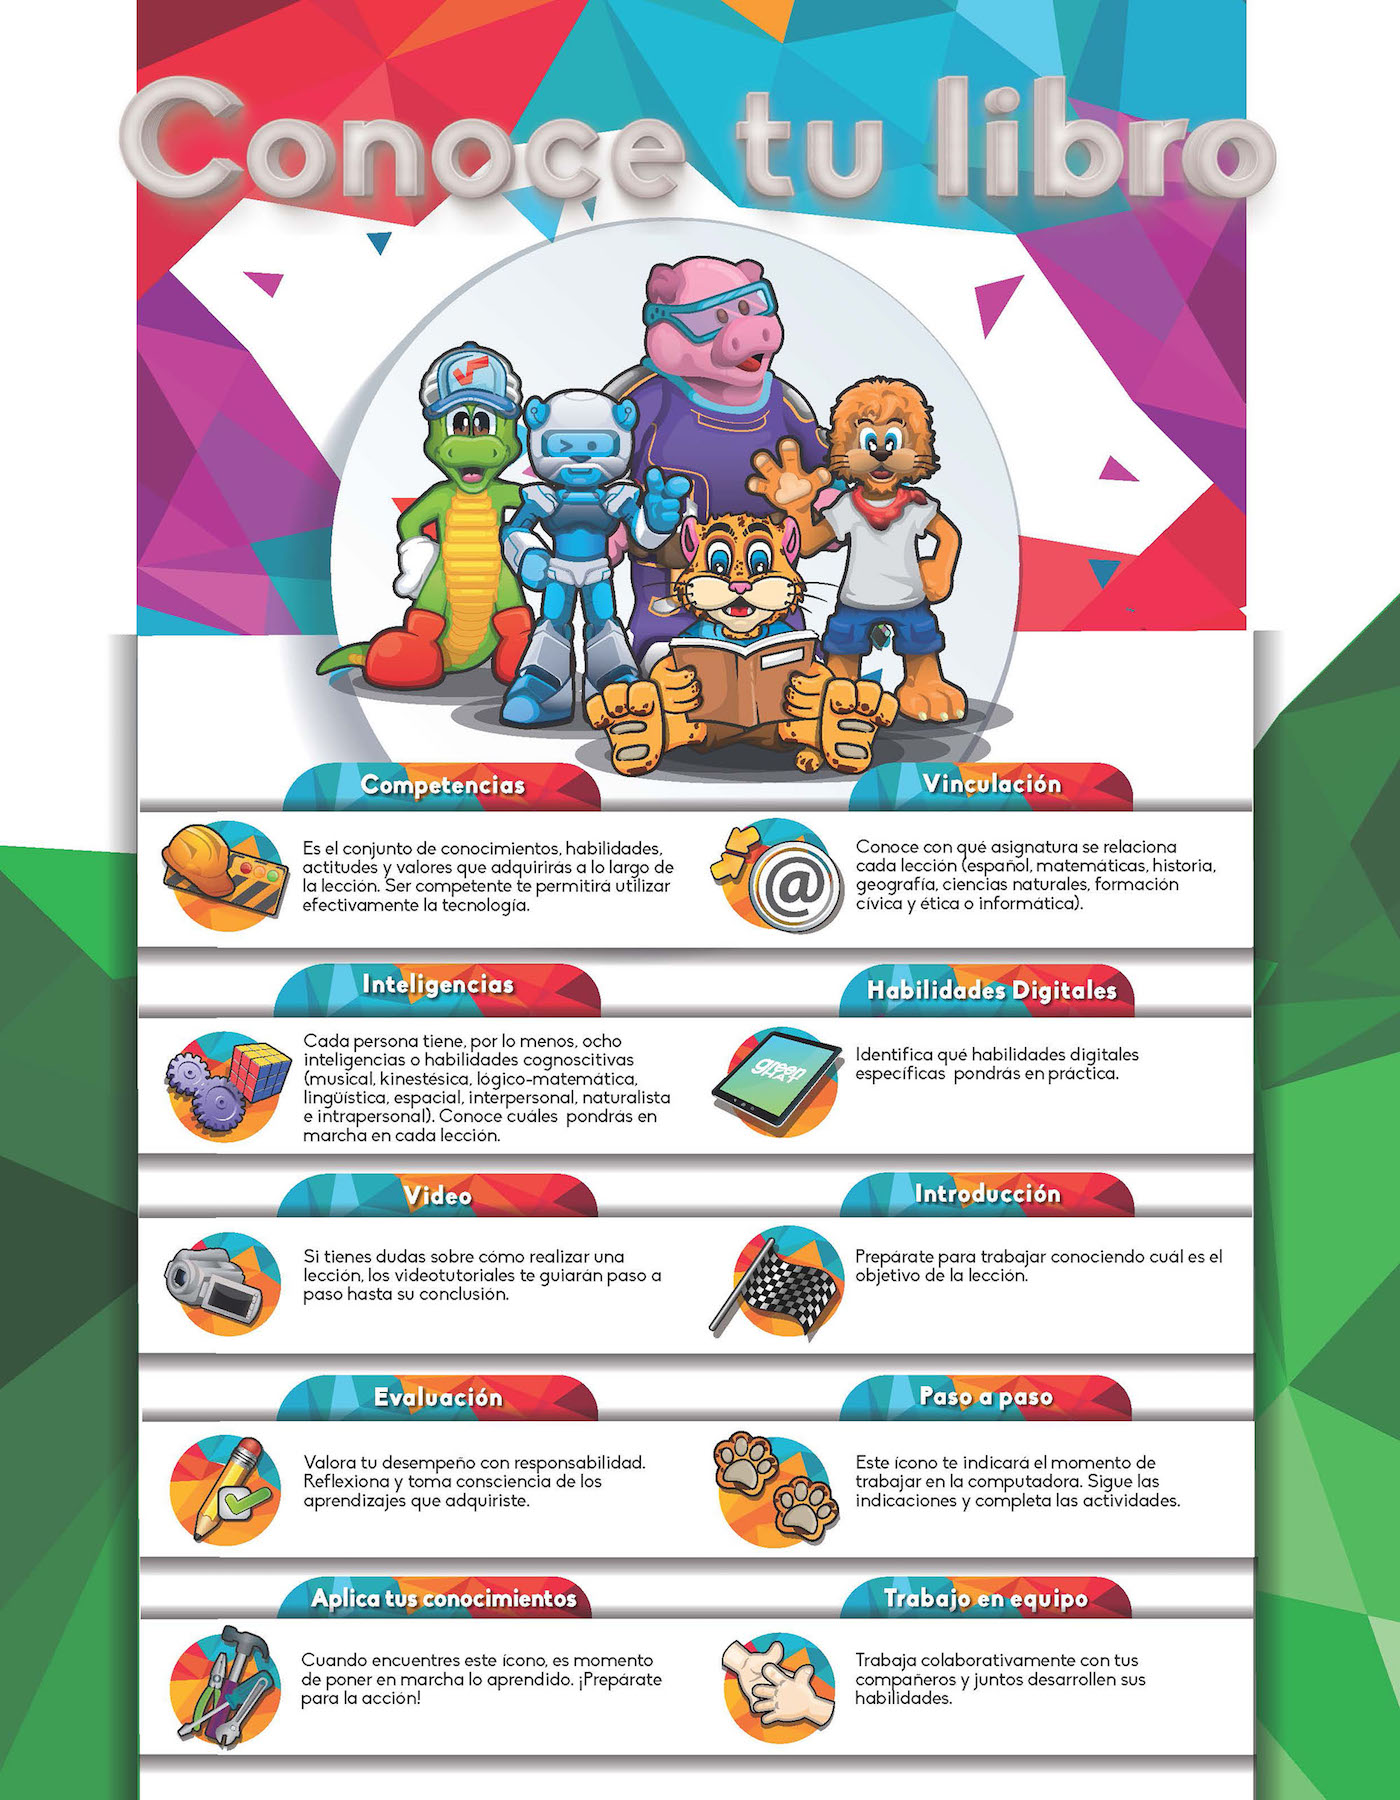 Conoce tu libro
Competencias
Es el conjunto de conocimientos, habilidades,
actitudes y valores que adquirirás a lo largo de
la lección. Ser competente te permitirá utilizar
efectivamente la tecnología.
Vinculación
Conoce con qué asignatura se relaciona
cada lección (español, matemáticas, historia,
geografía, ciencias naturales, formación
cívica y ética o informática).
@
Inteligencias
Cada persona tiene, por lo menos, ocho
inteligencias o habilidades cognoscitivas
(musical, kinestésica, lógico-matemática,
lingüística, espacial, interpersonal, naturalista
e intrapersonal). Conoce cuáles pondrás en
marcha en cada lección.
Habilidades Digitales
green
HAT
Identifica qué habilidades digitales
específicas pondrás en práctica.
Video
Si tienes dudas sobre cómo realizar una
lección, los videotutoriales te guiarán paso a
paso hasta su conclusión.
Introducción
Prepárate para trabajar conociendo cuál es el
objetivo de la lección.
Evaluación
Valora tu desempeño con responsabilidad.
Reflexiona y toma consciencia de los
aprendizajes que adquiriste.
Paso a paso
Este ícono te indicará el momento de
trabajar en la computadora. Sigue las
indicaciones y completa las actividades.
Aplica tus conocimientos
Cuando encuentres este ícono, es momento
de poner en marcha lo aprendido. ¡Prepárate
para la acción!
Trabajo en equipo
Trabaja colaborativamente con tus
compañeros y juntos desarrollen sus
habilidades.